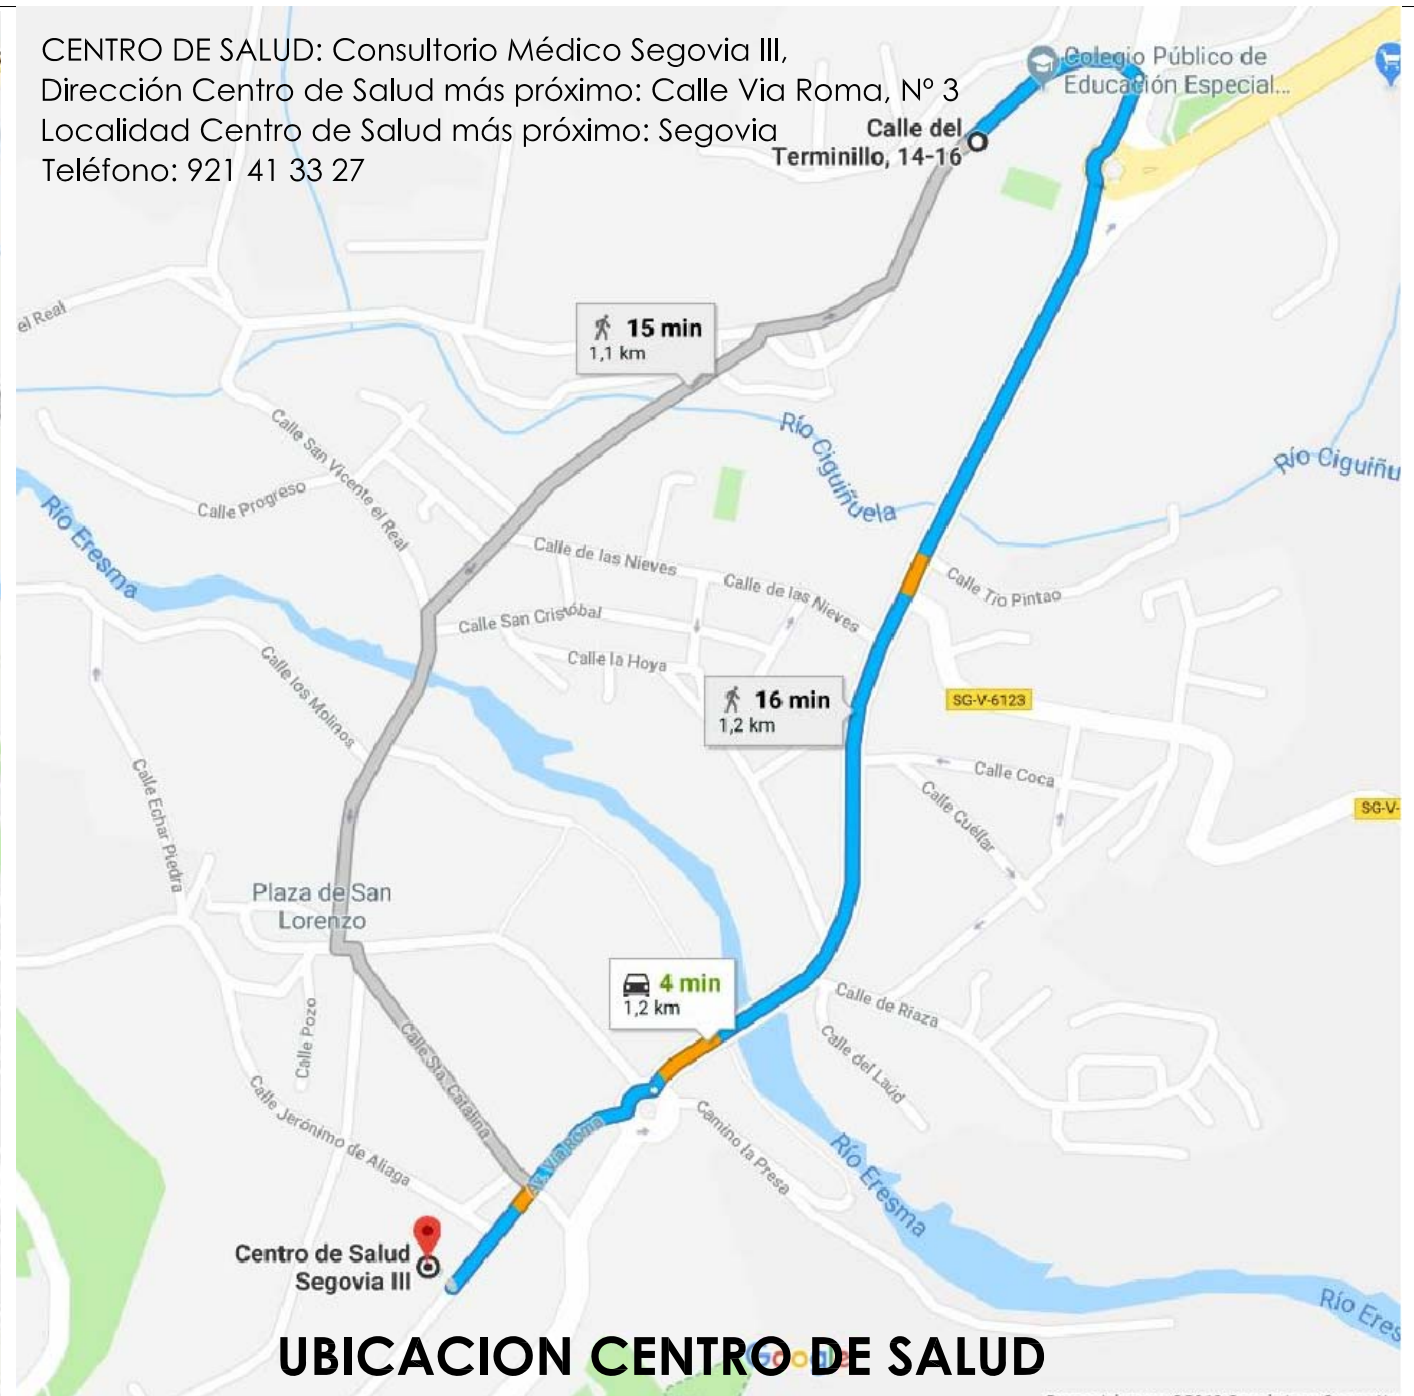 CENTRO DE SALUD: Consultorio Médico Segovia III,
Dirección Centro de Salud más próximo: Calle Via Roma, Nº 3
Localidad Centro de Salud más próximo: Segovia
Teléfono: 921 41 33 27
Colegio Público de
Educación Especial...
Calle del
Terminillo, 14-16
el Real
15 min
1,1 km
Río Ciguiñuela
Río Ciguiñu
Calle San Vicente el Real
Calle Progreso
Río Eresma
Calle de las Nieves
Calle de las Nieves
Calle Tío Pintao
Calle San Cristóbal
Calle la Hoya
Calle los Molinos
16 min
1,2 km
SG-V-6123
Calle Coca
Calle Cuéllar
SG-V-
Calle Echar Piedra
Plaza de San
Lorenzo
4 min
1,2 km
Calle de Riaza
Calle del Laúd
Calle Pozo
Calle Sta. Catalina
Calle Jerónimo de Aliaga
Av. Vía Roma
Camino la Presa
Río Eresma
Centro de Salud
Segovia III
Río Eres
UBICACION CENTRO DE SALUD
Google